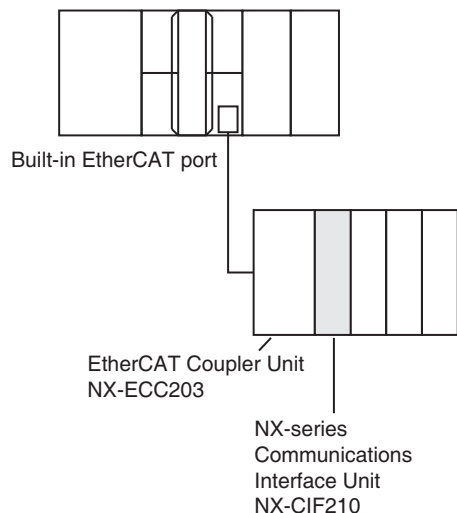 Built-in EtherCAT port
EtherCAT Coupler Unit
NX-ECC203
NX-series
Communications
Interface Unit
NX-CIF210